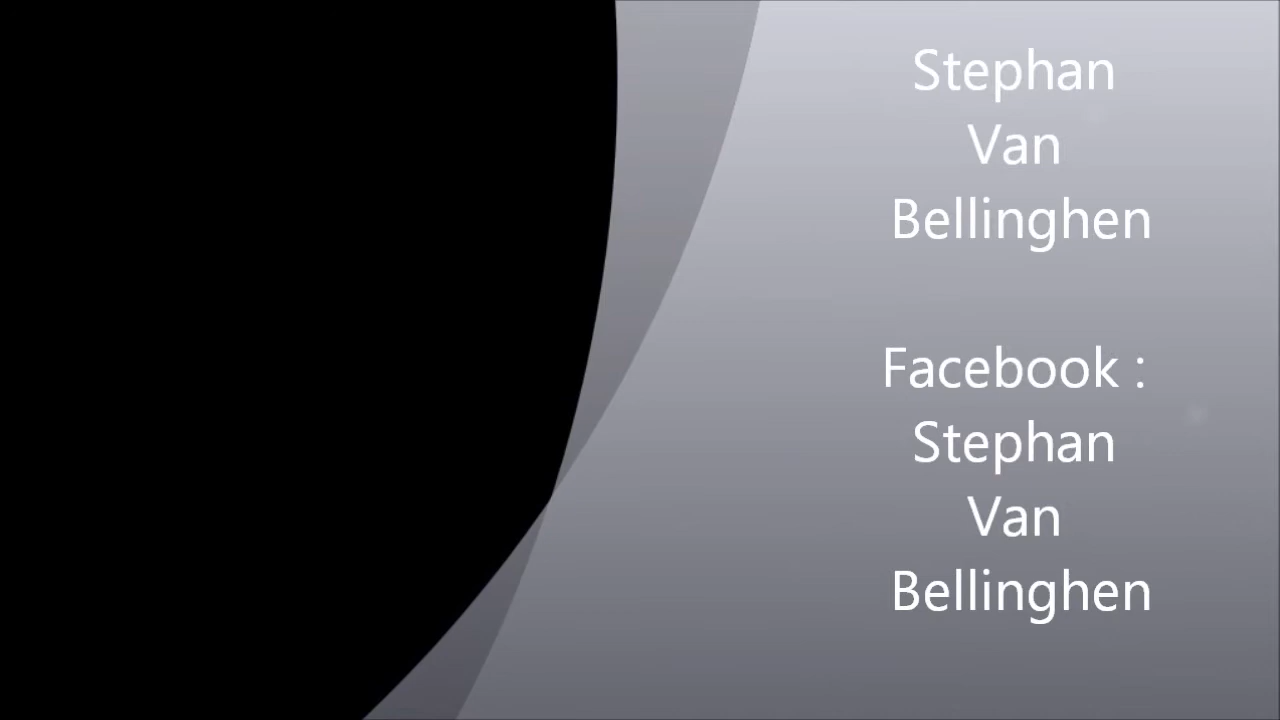 Stephan
Van
Bellinghen
Facebook :
Stephan
Van
Bellinghen